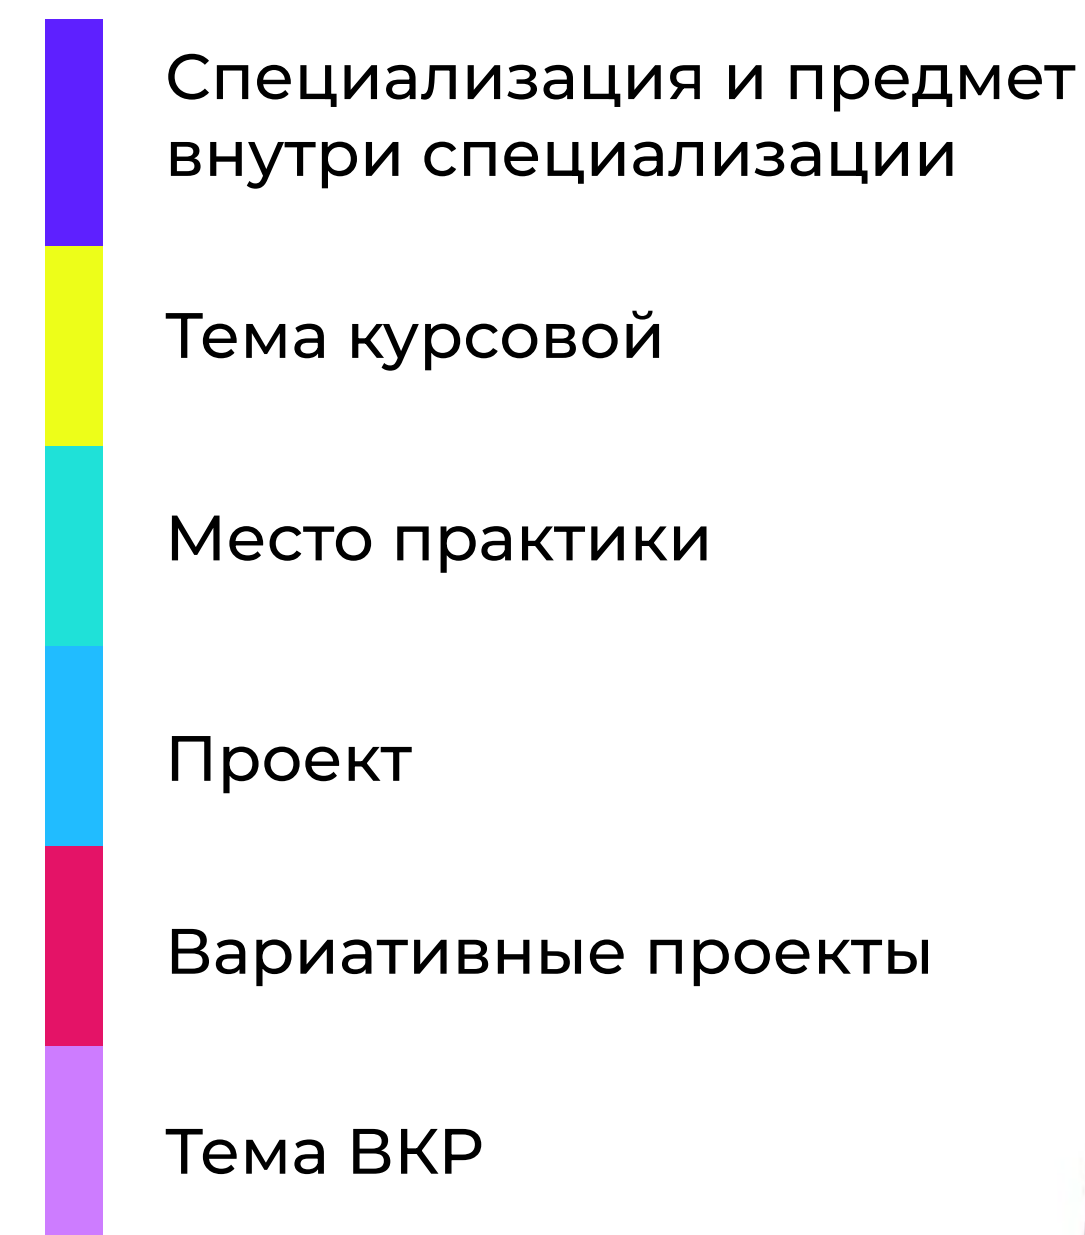 Специализация и предмет
внутри специализации
Тема курсовой
Место практики
Проект
Вариативные проекты
Тема ВКР